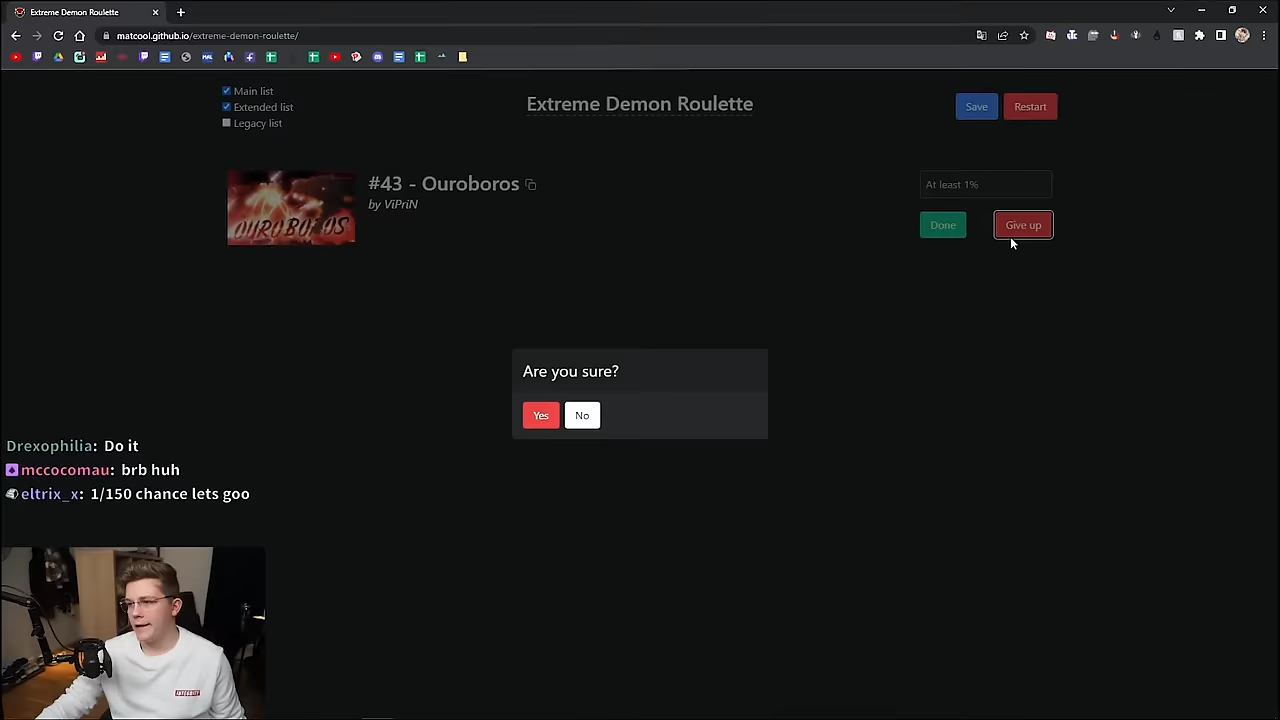 Extreme Demon Roulette
matcool.github.io/extreme-demon-roulette/
Main list
Extended list
Legacy list
Extreme Demon Roulette
Save
Restart
OUROBOROS
#43 - Ouroboros
by ViPriN
At least 1%
Done
Give up
Are you sure?
Yes
No
Drexophilia: Do it
mccocomau: brb huh
eltrix_x: 1/150 chance lets goo